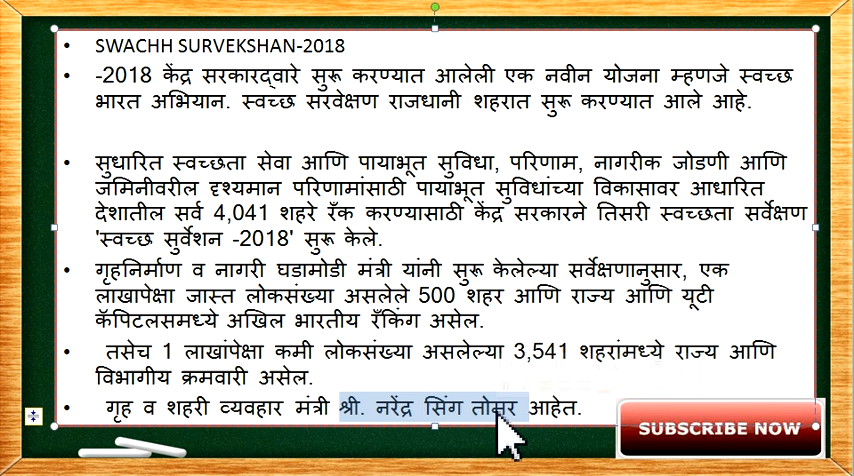 SWACHH SURVEKSHAN-2018
-2018 केंद्र सरकारद्वारे सुरू करण्यात आलेली एक नवीन योजना म्हणजे स्वच्छ
भारत अभियान. स्वच्छ सरवेक्षण राजधानी शहरात सुरू करण्यात आले आहे.
सुधारित स्वच्छता सेवा आणि पायाभूत सुविधा, परिणाम, नागरीक जोडणी आणि
जमिनीवरील दृश्यमान परिणामांसाठी पायाभूत सुविधांच्या विकासावर आधारित
देशातील सर्व 4,041 शहरे रँक करण्यासाठी केंद्र सरकारने तिसरी स्वच्छता सर्वेक्षण
'स्वच्छ सुर्वेशन -2018' सुरू केले.
गृहनिर्माण व नागरी घडामोडी मंत्री यांनी सुरू केलेल्या सर्वेक्षणानुसार, एक
लाखापेक्षा जास्त लोकसंख्या असलेले 500 शहर आणि राज्य आणि यूटी
कॅपिटलसमध्ये अखिल भारतीय रँकिंग असेल.
तसेच 1 लाखांपेक्षा कमी लोकसंख्या असलेल्या 3,541 शहरांमध्ये राज्य आणि
विभागीय क्रमवारी असेल.
गृह व शहरी व्यवहार मंत्री श्री. नरेंद्र सिंग तोमर आहेत.
SUBSCRIBE NOW